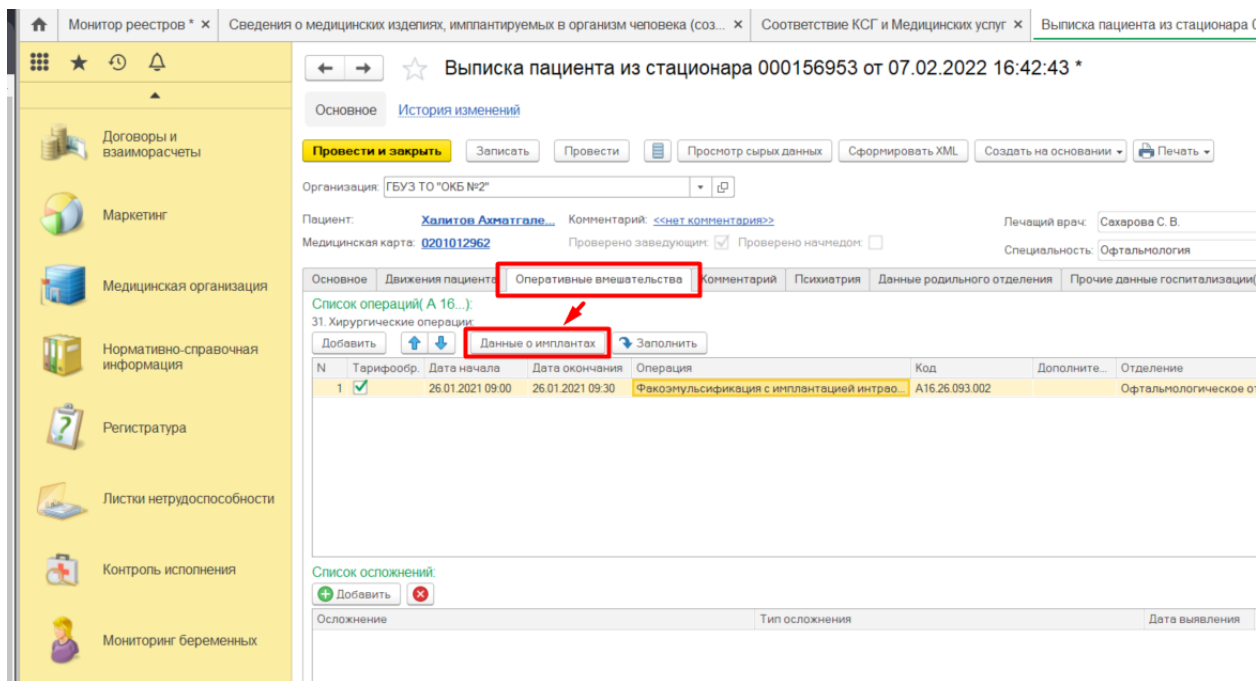 Монитор реестров * × Сведения о медицинских изделиях, имплантируемых в организм человека (соз... × Соответствие КСГ и Медицинских услуг × Выписка пациента из стационара
Выписка пациента из стационара 000156953 от 07.02.2022 16:42:43 *
Основное История изменений
Договоры и
взаиморасчеты
Маркетинг
Медицинская организация
Нормативно-справочная
информация
Регистратура
Листки нетрудоспособности
Контроль исполнения
Мониторинг беременных
Провести и закрыть Записать Провести Просмотр сырых данных Сформировать XML Создать на основании Печать
Организация: ГБУЗ ТО "ОКБ №2"
Пациент: Халитов Ахматгале... Комментарий: <<нет комментария>> Лечащий врач: Сахарова С. В.
Медицинская карта: 0201012962 Проверено заведующим: Проверено начмедом: Специальность: Офтальмология
Основное Движения пациента Оперативные вмешательства Комментарий Психиатрия Данные родильного отделения Прочие данные госпитализации(
Список операций( А 16...):
31. Хирургические операции:
Добавить Данные о имплантах Заполнить
N Тарифообр. Дата начала Дата окончания Операция Код Дополните... Отделение
1 26.01.2021 09:00 26.01.2021 09:30 Факоэмульсификация с имплантацией интрао... А16.26.093.002 Офтальмологическое от
Список осложнений:
Добавить
Осложнение Тип осложнения Дата выявления